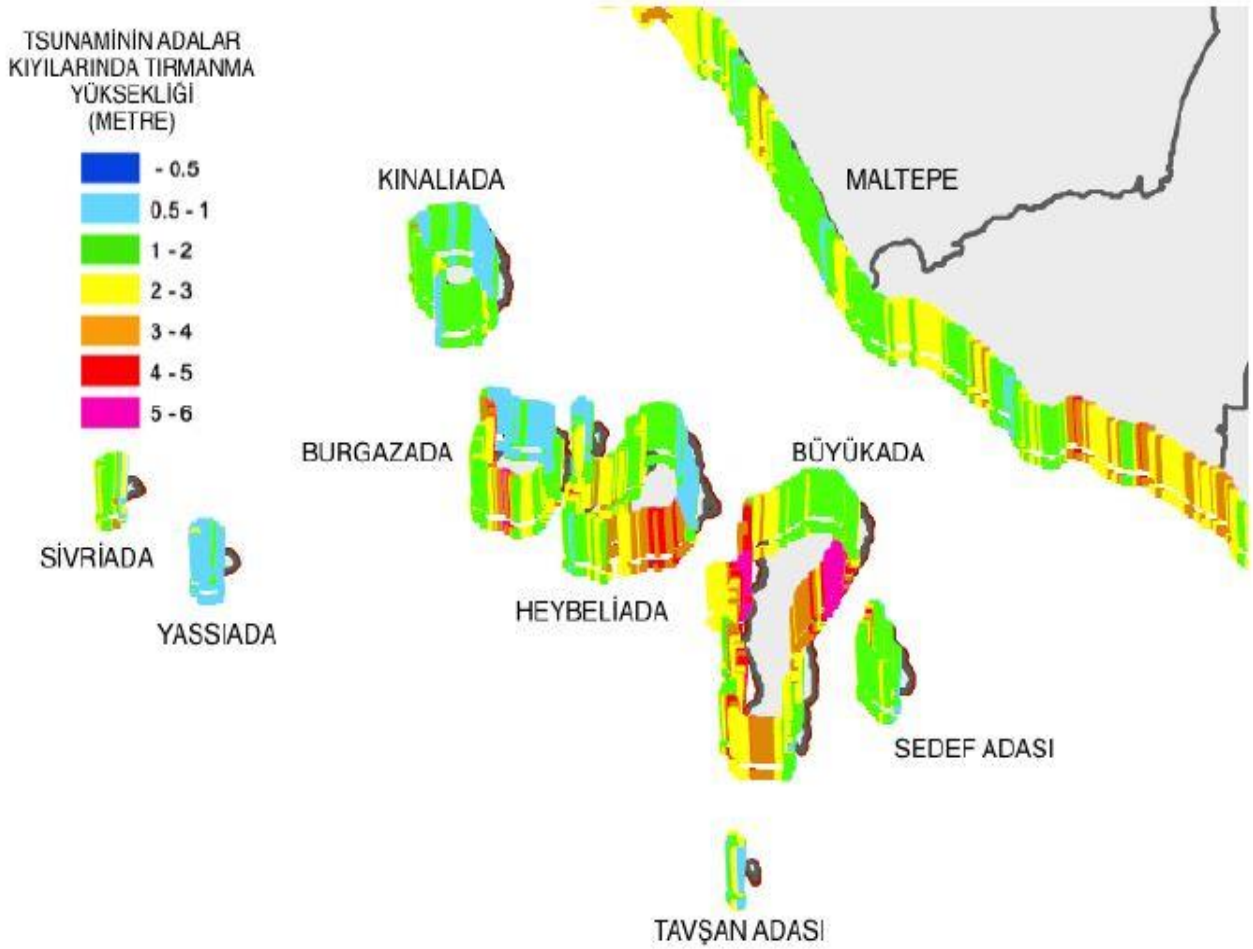 TSUNAMİNİN ADALAR
KIYILARINDA TIRMANMA
YÜKSEKLİĞİ
(METRE)
- 0.5
0.5 - 1
1 - 2
2 - 3
3 - 4
4 - 5
5 - 6
KINALIADA
MALTEPE
BURGAZADA
BÜYÜKADA
SİVRİADA
YASSIADA
HEYBELİADA
SEDEF ADASI
TAVŞAN ADASI